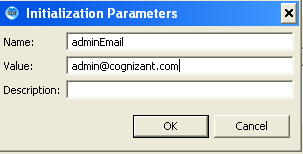 Initialization Parameters
Name: adminEmail
Value: admin@cognizant.com
Description:
OK Cancel